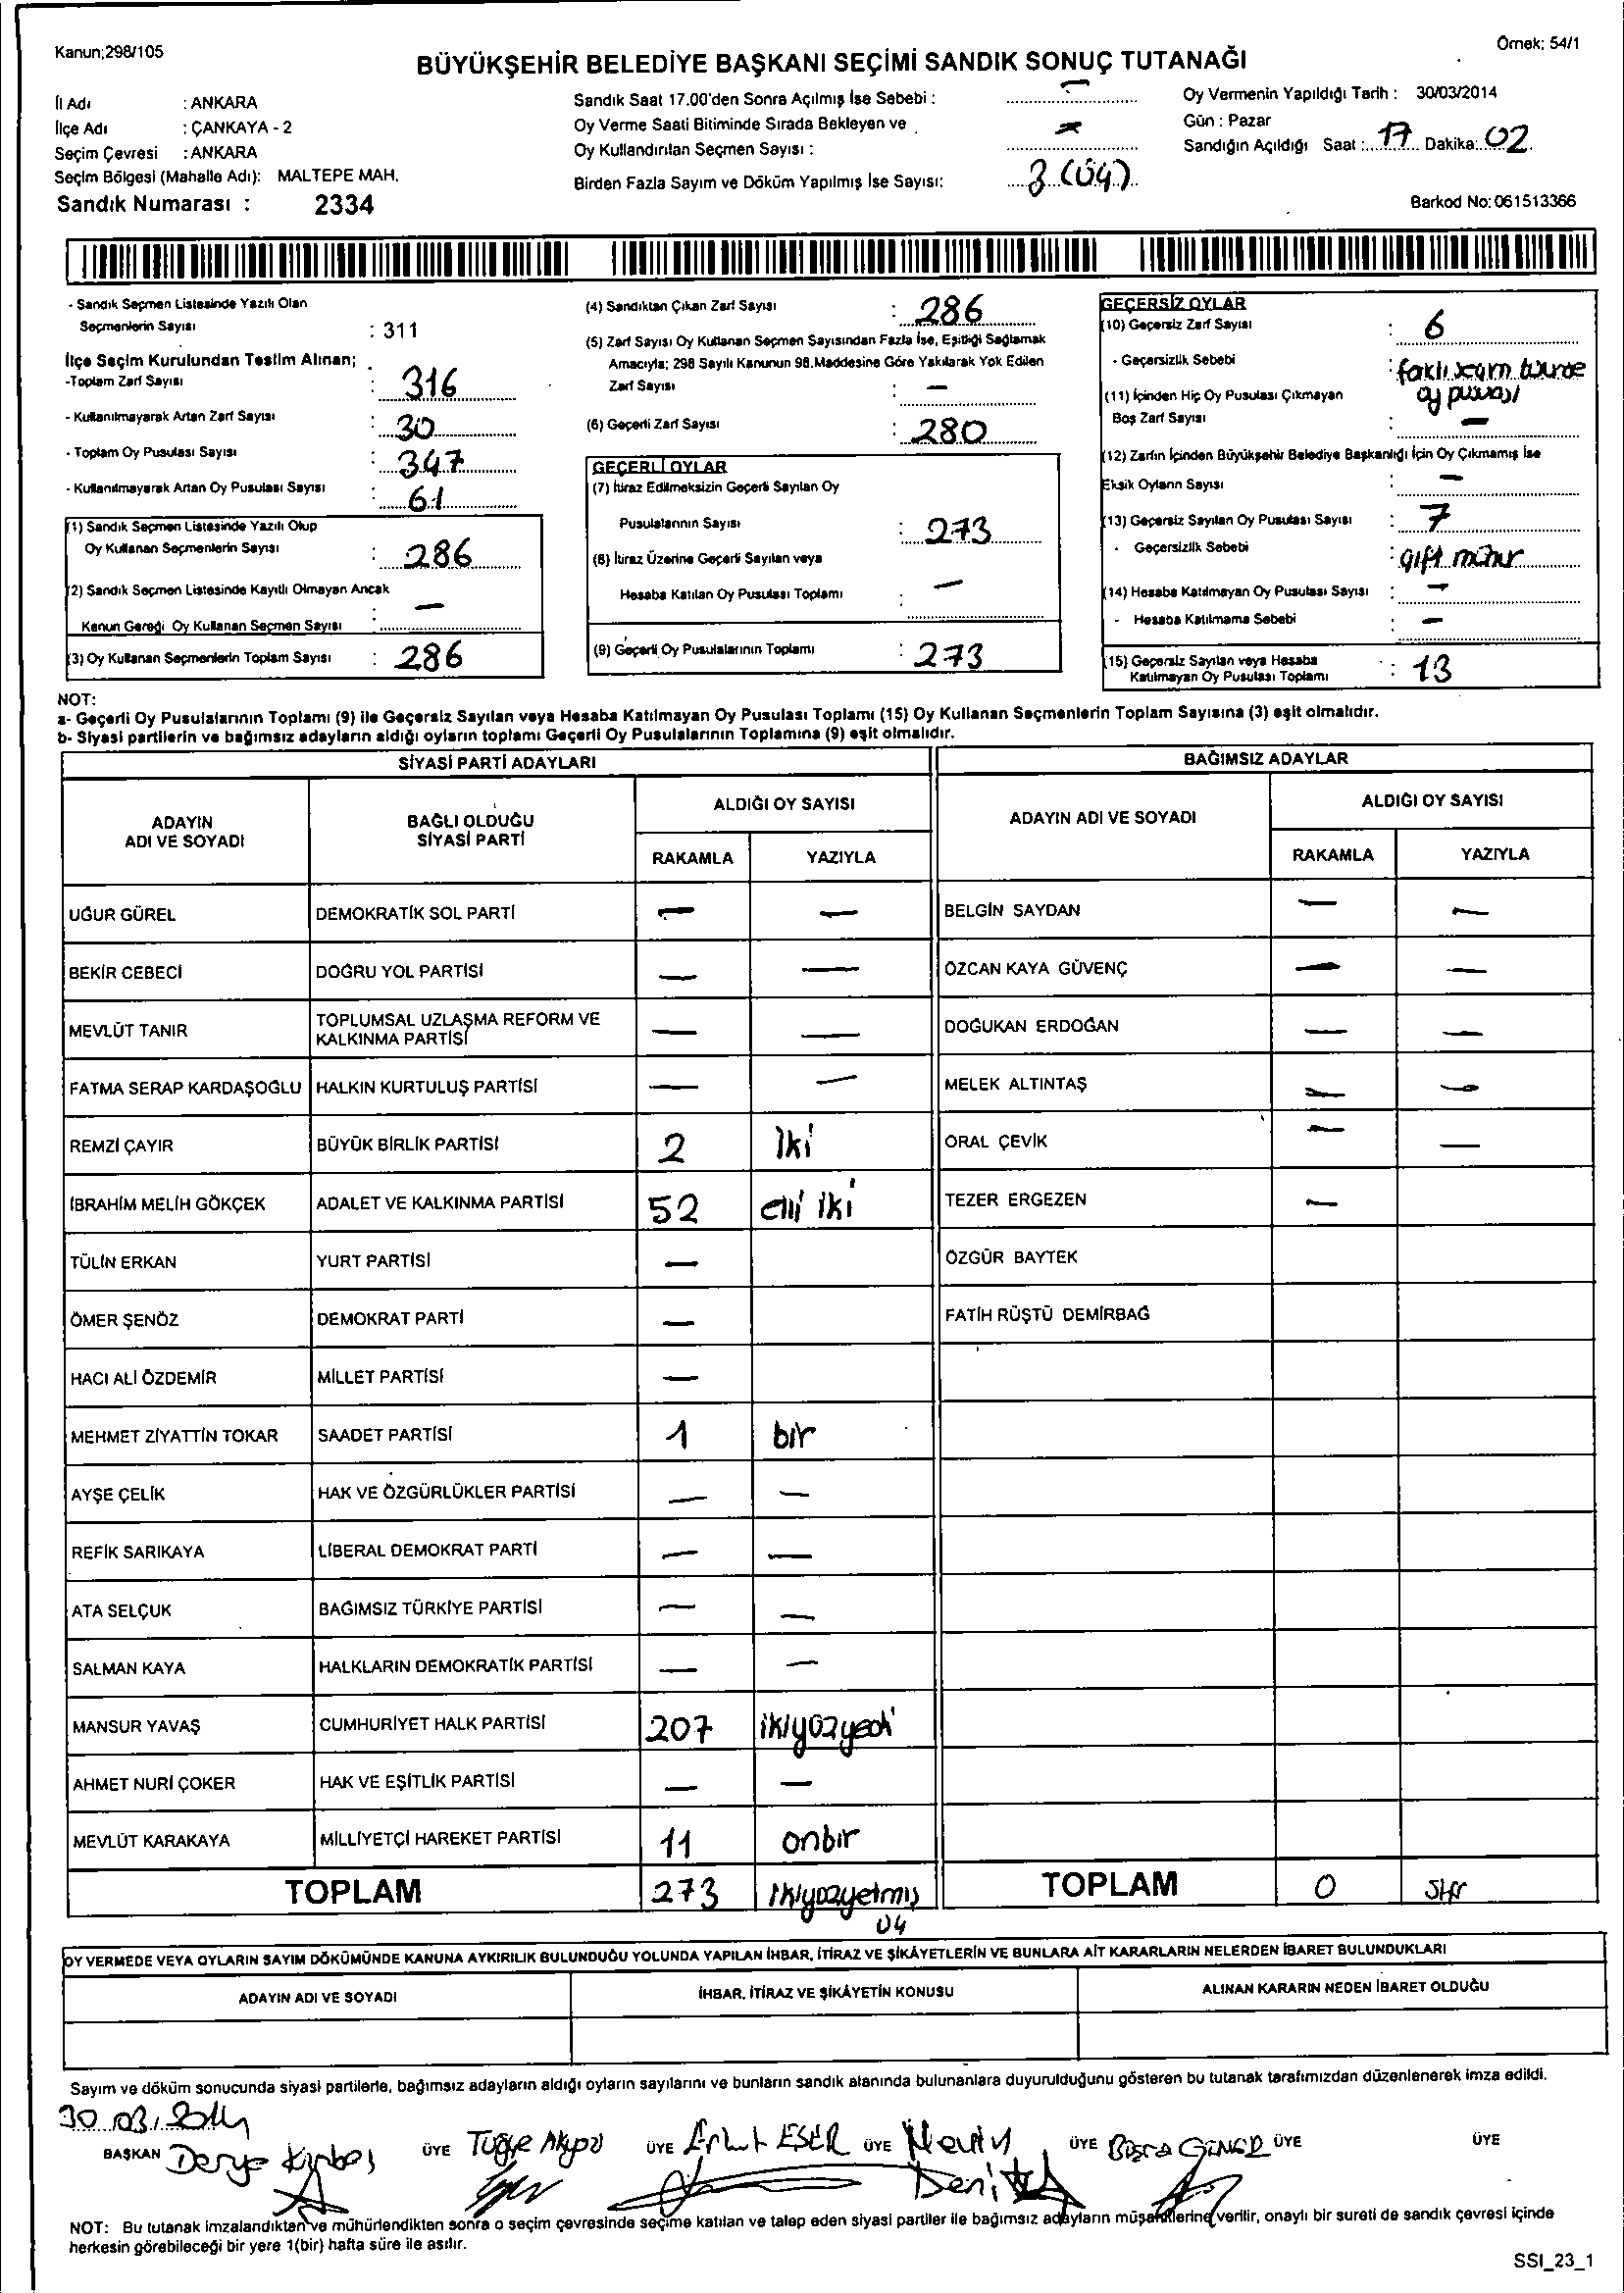 Kanun;298/105
Örnek: 54/1
BÜYÜKŞEHİR BELEDİYE BAŞKANI SEÇİMİ SANDIK SONUÇ TUTANAĞI
İl Adı : ANKARA
İlçe Adı : ÇANKAYA - 2
Seçim Çevresi : ANKARA
Seçim Bölgesi (Mahalle Adı): MALTEPE MAH.
Sandık Numarası : 2334
Sandık Saat 17.00'den Sonra Açılmış İse Sebebi : —
Oy Verme Saati Bitiminde Sırada Bekleyen ve
Oy Kullandırılan Seçmen Sayısı : —
Birden Fazla Sayım ve Döküm Yapılmış İse Sayısı: 3 (üç)
Oy Vermenin Yapıldığı Tarih : 30/03/2014
Gün : Pazar
Sandığın Açıldığı Saat : 17 Dakika: 02
Barkod No: 061513366
- Sandık Seçmen Listesinde Yazılı Olan
Seçmenlerin Sayısı : 311
İlçe Seçim Kurulundan Teslim Alınan;
-Toplam Zarf Sayısı : 316
- Kullanılmayarak Artan Zarf Sayısı : 30
- Toplam Oy Pusulası Sayısı : 347
- Kullanılmayarak Artan Oy Pusulası Sayısı : 61
(1) Sandık Seçmen Listesinde Yazılı Olup
Oy Kullanan Seçmenlerin Sayısı : 286
(2) Sandık Seçmen Listesinde Kayıtlı Olmayan Ancak
Kanun Gereği Oy Kullanan Seçmen Sayısı : —
(3) Oy Kullanan Seçmenlerin Toplam Sayısı : 286
(4) Sandıktan Çıkan Zarf Sayısı : 286
(5) Zarf Sayısı Oy Kullanan Seçmen Sayısından Fazla İse, Eşitliği Sağlamak
Amacıyla; 298 Sayılı Kanunun 98.Maddesine Göre Yakılarak Yok Edilen
Zarf Sayısı : —
(6) Geçerli Zarf Sayısı : 280
GEÇERLİ OYLAR
(7) İtiraz Edilmeksizin Geçerli Sayılan Oy
Pusulalarının Sayısı : 273
(8) İtiraz Üzerine Geçerli Sayılan veya
Hesaba Katılan Oy Pusulası Toplamı : —
(9) Geçerli Oy Pusulalarının Toplamı : 273
GEÇERSİZ OYLAR
(10) Geçersiz Zarf Sayısı : 6
- Geçersizlik Sebebi : farklı seçim türünde
oy pusulası
(11) İçinden Hiç Oy Pusulası Çıkmayan
Boş Zarf Sayısı : —
(12) Zarfın İçinden Büyükşehir Belediye Başkanlığı İçin Oy Çıkmamış İse
Eksik Oyların Sayısı : —
(13) Geçersiz Sayılan Oy Pusulası Sayısı : 7
- Geçersizlik Sebebi : çift mühür
(14) Hesaba Katılmayan Oy Pusulası Sayısı : —
- Hesaba Katılmama Sebebi : —
(15) Geçersiz Sayılan veya Hesaba
Katılmayan Oy Pusulası Toplamı : 13
NOT:
a- Geçerli Oy Pusulalarının Toplamı (9) ile Geçersiz Sayılan veya Hesaba Katılmayan Oy Pusulası Toplamı (15) Oy Kullanan Seçmenlerin Toplam Sayısına (3) eşit olmalıdır.
b- Siyasi partilerin ve bağımsız adayların aldığı oyların toplamı Geçerli Oy Pusulalarının Toplamına (9) eşit olmalıdır.
SİYASİ PARTİ ADAYLARI
BAĞIMSIZ ADAYLAR
ADAYIN ADI VE SOYADI
BAĞLI OLDUĞU SİYASİ PARTİ
ALDIĞI OY SAYISI
RAKAMLA YAZIYLA
ADAYIN ADI VE SOYADI
ALDIĞI OY SAYISI
RAKAMLA YAZIYLA
UĞUR GÜREL DEMOKRATİK SOL PARTİ — — BELGİN SAYDAN — —
BEKİR CEBECİ DOĞRU YOL PARTİSİ — — ÖZCAN KAYA GÜVENÇ — —
MEVLÜT TANIR TOPLUMSAL UZLAŞMA REFORM VE KALKINMA PARTİSİ — — DOĞUKAN ERDOĞAN — —
FATMA SERAP KARDAŞOĞLU HALKIN KURTULUŞ PARTİSİ — — MELEK ALTINTAŞ — —
REMZİ ÇAYIR BÜYÜK BİRLİK PARTİSİ 2 iki ORAL ÇEVİK — —
İBRAHİM MELİH GÖKÇEK ADALET VE KALKINMA PARTİSİ 52 elli iki TEZER ERGEZEN —
TÜLİN ERKAN YURT PARTİSİ — ÖZGÜR BAYTEK
ÖMER ŞENÖZ DEMOKRAT PARTİ — FATİH RÜŞTÜ DEMİRBAĞ
HACI ALİ ÖZDEMİR MİLLET PARTİSİ —
MEHMET ZİYATTİN TOKAR SAADET PARTİSİ 1 bir
AYŞE ÇELİK HAK VE ÖZGÜRLÜKLER PARTİSİ — —
REFİK SARIKAYA LİBERAL DEMOKRAT PARTİ — —
ATA SELÇUK BAĞIMSIZ TÜRKİYE PARTİSİ — —
SALMAN KAYA HALKLARIN DEMOKRATİK PARTİSİ — —
MANSUR YAVAŞ CUMHURİYET HALK PARTİSİ 207 ikiyüzyedi
AHMET NURİ ÇOKER HAK VE EŞİTLİK PARTİSİ — —
MEVLÜT KARAKAYA MİLLİYETÇİ HAREKET PARTİSİ 11 onbir
TOPLAM 273 ikiyüzyetmiş üç TOPLAM 0 sıfır
OY VERMEDE VEYA OYLARIN SAYIM DÖKÜMÜNDE KANUNA AYKIRILIK BULUNDUĞU YOLUNDA YAPILAN İHBAR, İTİRAZ VE ŞİKÂYETLERİN VE BUNLARA AİT KARARLARIN NELERDEN İBARET BULUNDUKLARI
ADAYIN ADI VE SOYADI İHBAR, İTİRAZ VE ŞİKÂYETİN KONUSU ALINAN KARARIN NEDEN İBARET OLDUĞU
Sayım ve döküm sonucunda siyasi partilerle, bağımsız adayların aldığı oyların sayılarını ve bunların sandık alanında bulunanlara duyurulduğunu gösteren bu tutanak tarafımızdan düzenlenerek imza edildi.
30.03.2014
BAŞKAN Derya ÜYE Tuğçe ÜYE ESER ÜYE ÜYE Büşra ÜYE ÜYE
NOT: Bu tutanak imzalandıktan ve mühürlendikten sonra o seçim çevresinde seçime katılan ve talep eden siyasi partiler ile bağımsız adayların müşahitlerine verilir, onaylı bir sureti de sandık çevresi içinde
herkesin görebileceği bir yere 1(bir) hafta süre ile asılır.
SSI_23_1